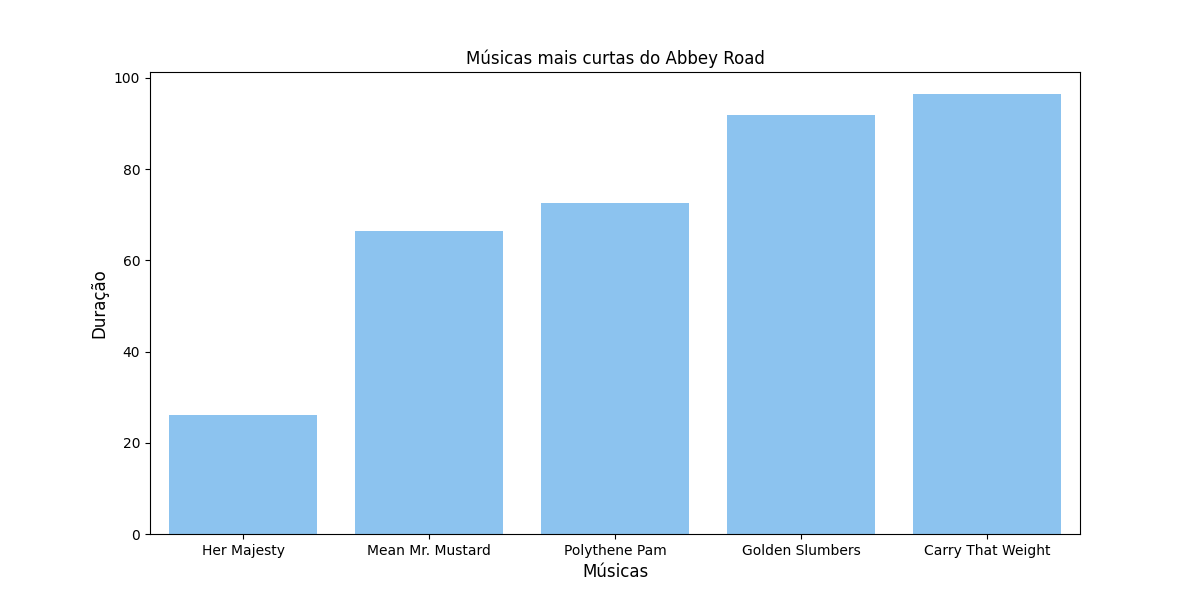 Músicas mais curtas do Abbey Road
100
80
60
40
20
0
Duração
Her Majesty
Mean Mr. Mustard
Polythene Pam
Golden Slumbers
Carry That Weight
Músicas